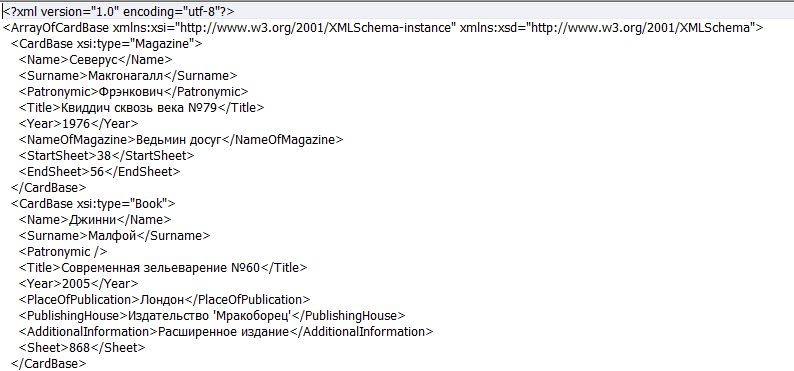 <?xml version="1.0" encoding="utf-8"?>
<ArrayOfCardBase xmlns:xsi="http://www.w3.org/2001/XMLSchema-instance" xmlns:xsd="http://www.w3.org/2001/XMLSchema">
<CardBase xsi:type="Magazine">
<Name>Северус</Name>
<Surname>Макгонагалл</Surname>
<Patronymic>Фрэнкович</Patronymic>
<Title>Квиддич сквозь века №79</Title>
<Year>1976</Year>
<NameOfMagazine>Ведьмин досуг</NameOfMagazine>
<StartSheet>38</StartSheet>
<EndSheet>56</EndSheet>
</CardBase>
<CardBase xsi:type="Book">
<Name>Джинни</Name>
<Surname>Малфой</Surname>
<Patronymic />
<Title>Современная зельеварение №60</Title>
<Year>2005</Year>
<PlaceOfPublication>Лондон</PlaceOfPublication>
<PublishingHouse>Издательство 'Мракоборец'</PublishingHouse>
<AdditionalInformation>Расширенное издание</AdditionalInformation>
<Sheet>868</Sheet>
</CardBase>